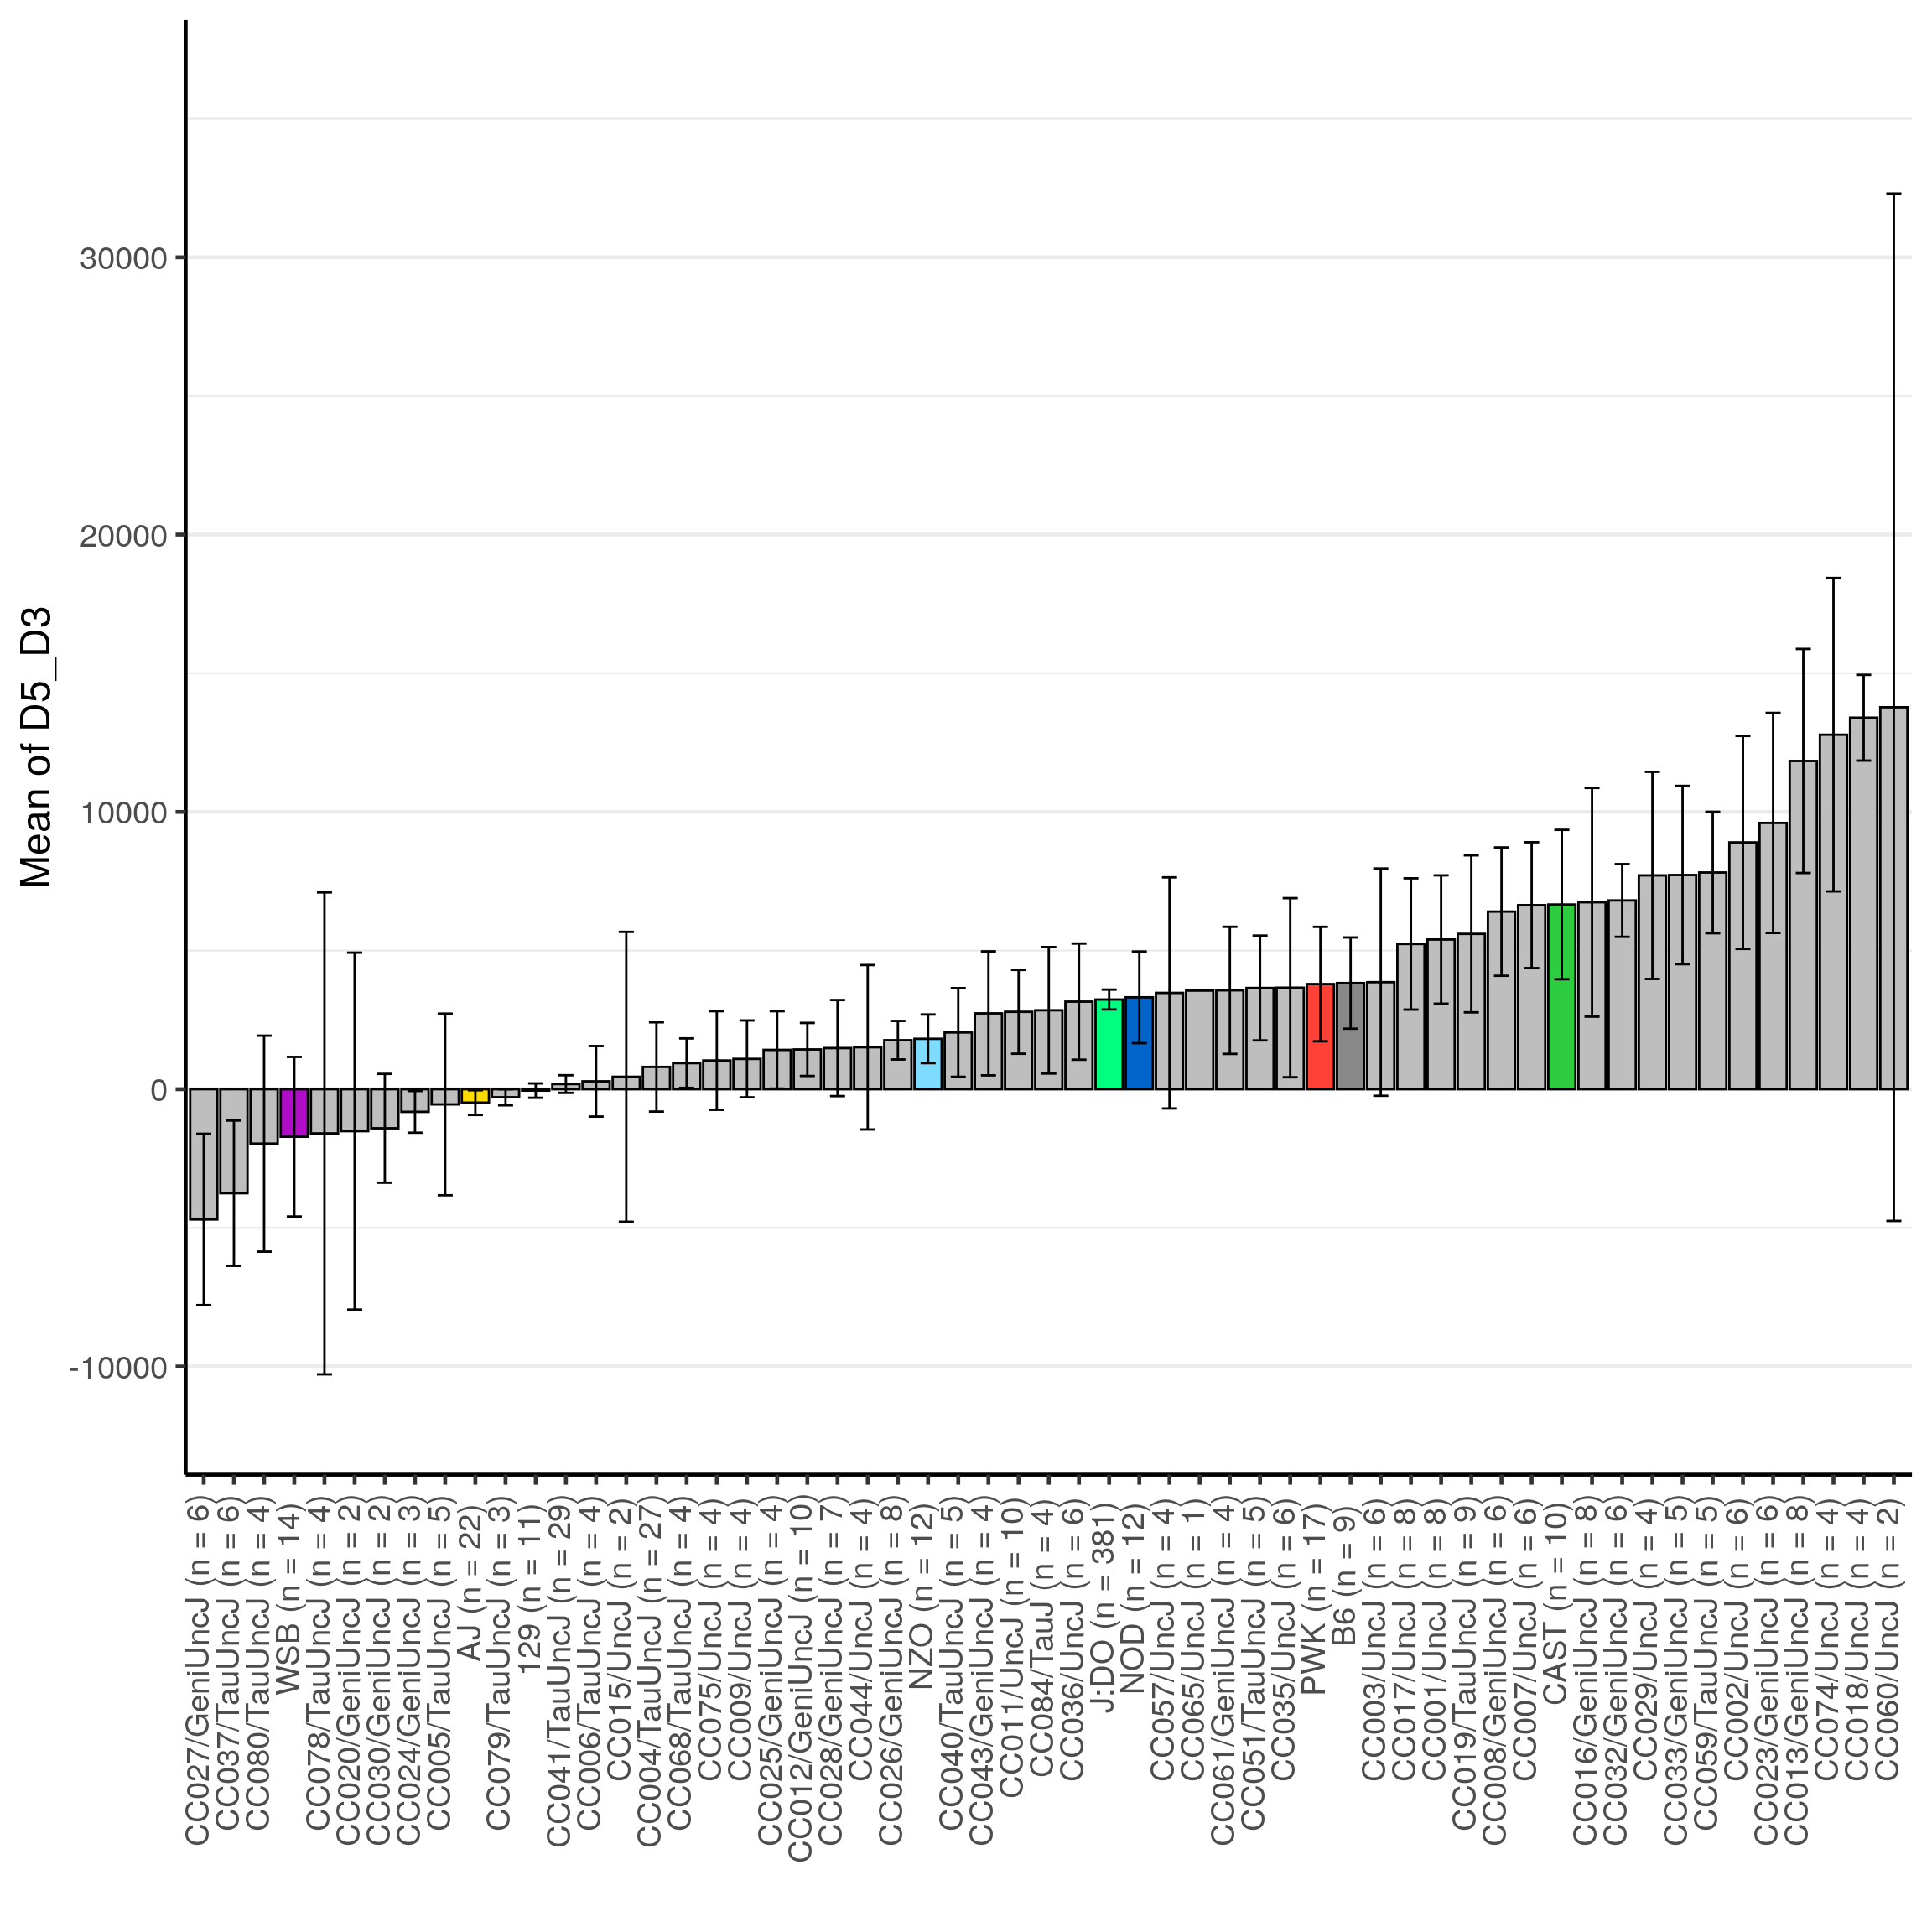 Mean of D5_D3
30000
20000
10000
0
-10000
CC027/GeniUncJ (n = 6)
CC037/TauUncJ (n = 6)
CC080/TauUncJ (n = 4)
WSB (n = 14)
CC078/TauUncJ (n = 4)
CC020/GeniUncJ (n = 2)
CC030/GeniUncJ (n = 2)
CC024/GeniUncJ (n = 3)
CC005/TauUncJ (n = 5)
AJ (n = 22)
CC079/TauUncJ (n = 3)
129 (n = 11)
CC041/TauUncJ (n = 29)
CC006/TauUncJ (n = 4)
CC015/UncJ (n = 2)
CC004/TauUncJ (n = 27)
CC068/TauUncJ (n = 4)
CC075/UncJ (n = 4)
CC009/UncJ (n = 4)
CC025/GeniUncJ (n = 4)
CC012/GeniUncJ (n = 10)
CC028/GeniUncJ (n = 7)
CC044/UncJ (n = 4)
CC026/GeniUncJ (n = 8)
NZO (n = 12)
CC040/TauUncJ (n = 5)
CC043/GeniUncJ (n = 4)
CC011/UncJ (n = 10)
CC084/TauJ (n = 4)
CC036/UncJ (n = 6)
J:DO (n = 381)
NOD (n = 12)
CC057/UncJ (n = 4)
CC065/UncJ (n = 1)
CC061/GeniUncJ (n = 4)
CC051/TauUncJ (n = 5)
CC035/UncJ (n = 6)
PWK (n = 17)
B6 (n = 9)
CC003/UncJ (n = 6)
CC017/UncJ (n = 8)
CC001/UncJ (n = 8)
CC019/TauUncJ (n = 9)
CC008/GeniUncJ (n = 6)
CC007/UncJ (n = 6)
CAST (n = 10)
CC016/GeniUncJ (n = 8)
CC032/GeniUncJ (n = 6)
CC029/UncJ (n = 4)
CC033/GeniUncJ (n = 5)
CC059/TauUncJ (n = 5)
CC002/UncJ (n = 6)
CC023/GeniUncJ (n = 6)
CC013/GeniUncJ (n = 8)
CC074/UncJ (n = 4)
CC018/UncJ (n = 4)
CC060/UncJ (n = 2)